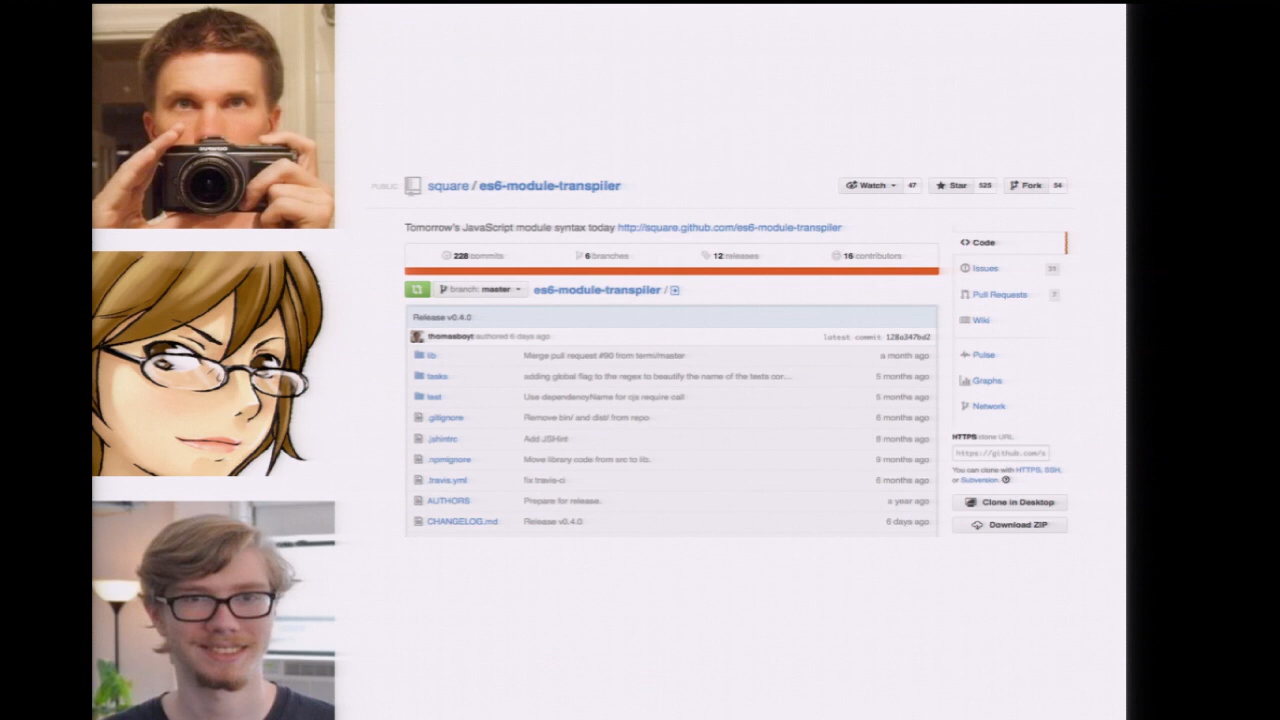 OLYMPUS
PUBLIC square / es6-module-transpiler Watch 47 Star 525 Fork 54
Tomorrow's JavaScript module syntax today http://square.github.com/es6-module-transpiler
228 commits 6 branches 12 releases 16 contributors
branch: master es6-module-transpiler /
Release v0.4.0
thomasboyt authored 6 days ago latest commit 128a347bd2
lib Merge pull request #90 from term/master a month ago
tasks adding global flag to the regex to beautify the name of the tests cor… 5 months ago
test Use dependencyName for cjs require call 5 months ago
.gitignore Remove bin/ and dist/ from repo 6 months ago
.jshintrc Add JSHint 8 months ago
.npmignore Move library code from src to lib. 9 months ago
.travis.yml fix travis-ci 6 months ago
AUTHORS Prepare for release. a year ago
CHANGELOG.md Release v0.4.0 6 days ago
Code
Issues
Pull Requests 7
Wiki
Pulse
Graphs
Network
HTTPS clone URL
https://github.com/s
You can clone with HTTPS, SSH,
or Subversion.
Clone in Desktop
Download ZIP